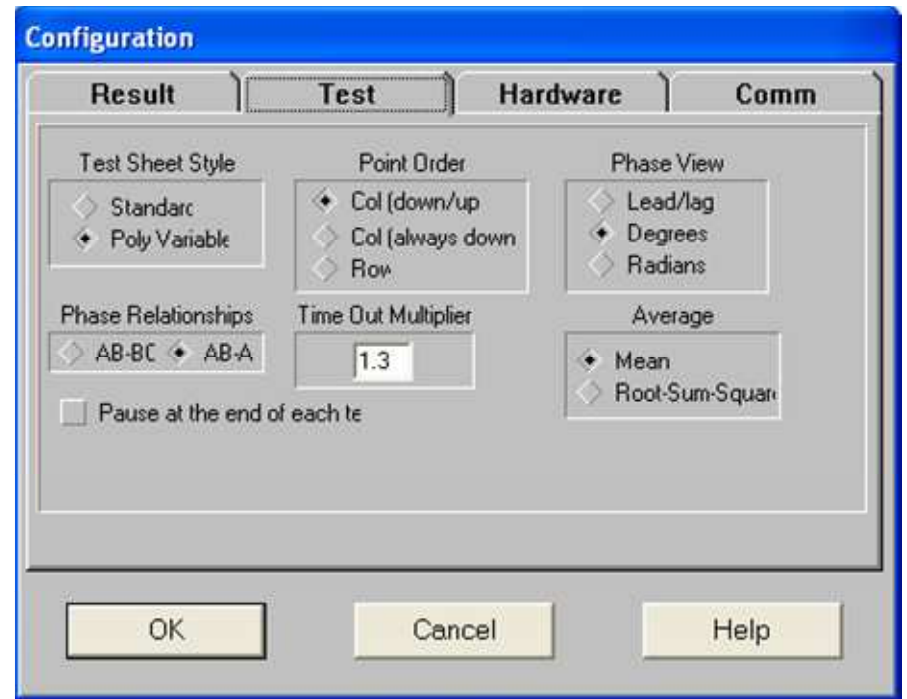 Configuration
Result Test Hardware Comm
Test Sheet Style
Standarc
Poly Variable
Point Order
Col (down/up
Col (always down
Row
Phase View
Lead/lag
Degrees
Radians
Phase Relationships
AB-BC AB-A
Time Out Multiplier
1.3
Average
Mean
Root-Sum-Square
Pause at the end of each te
OK Cancel Help